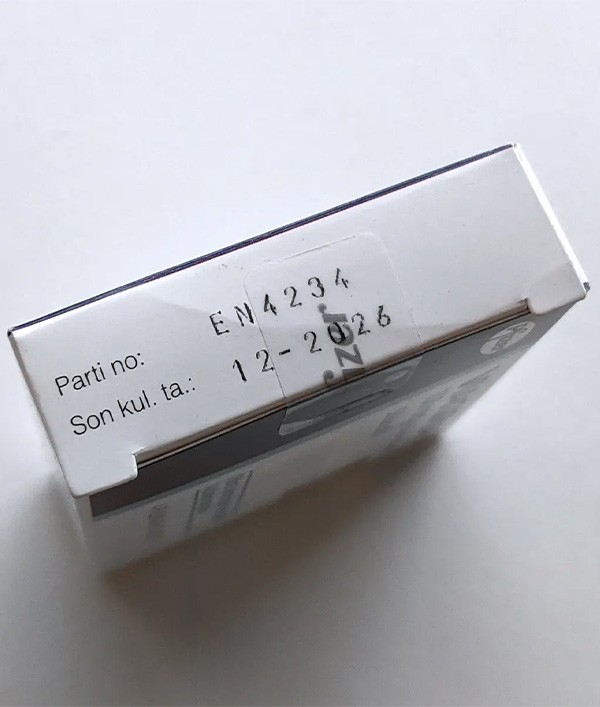 Parti no: EN4234
Son kul. ta.: 12-2026